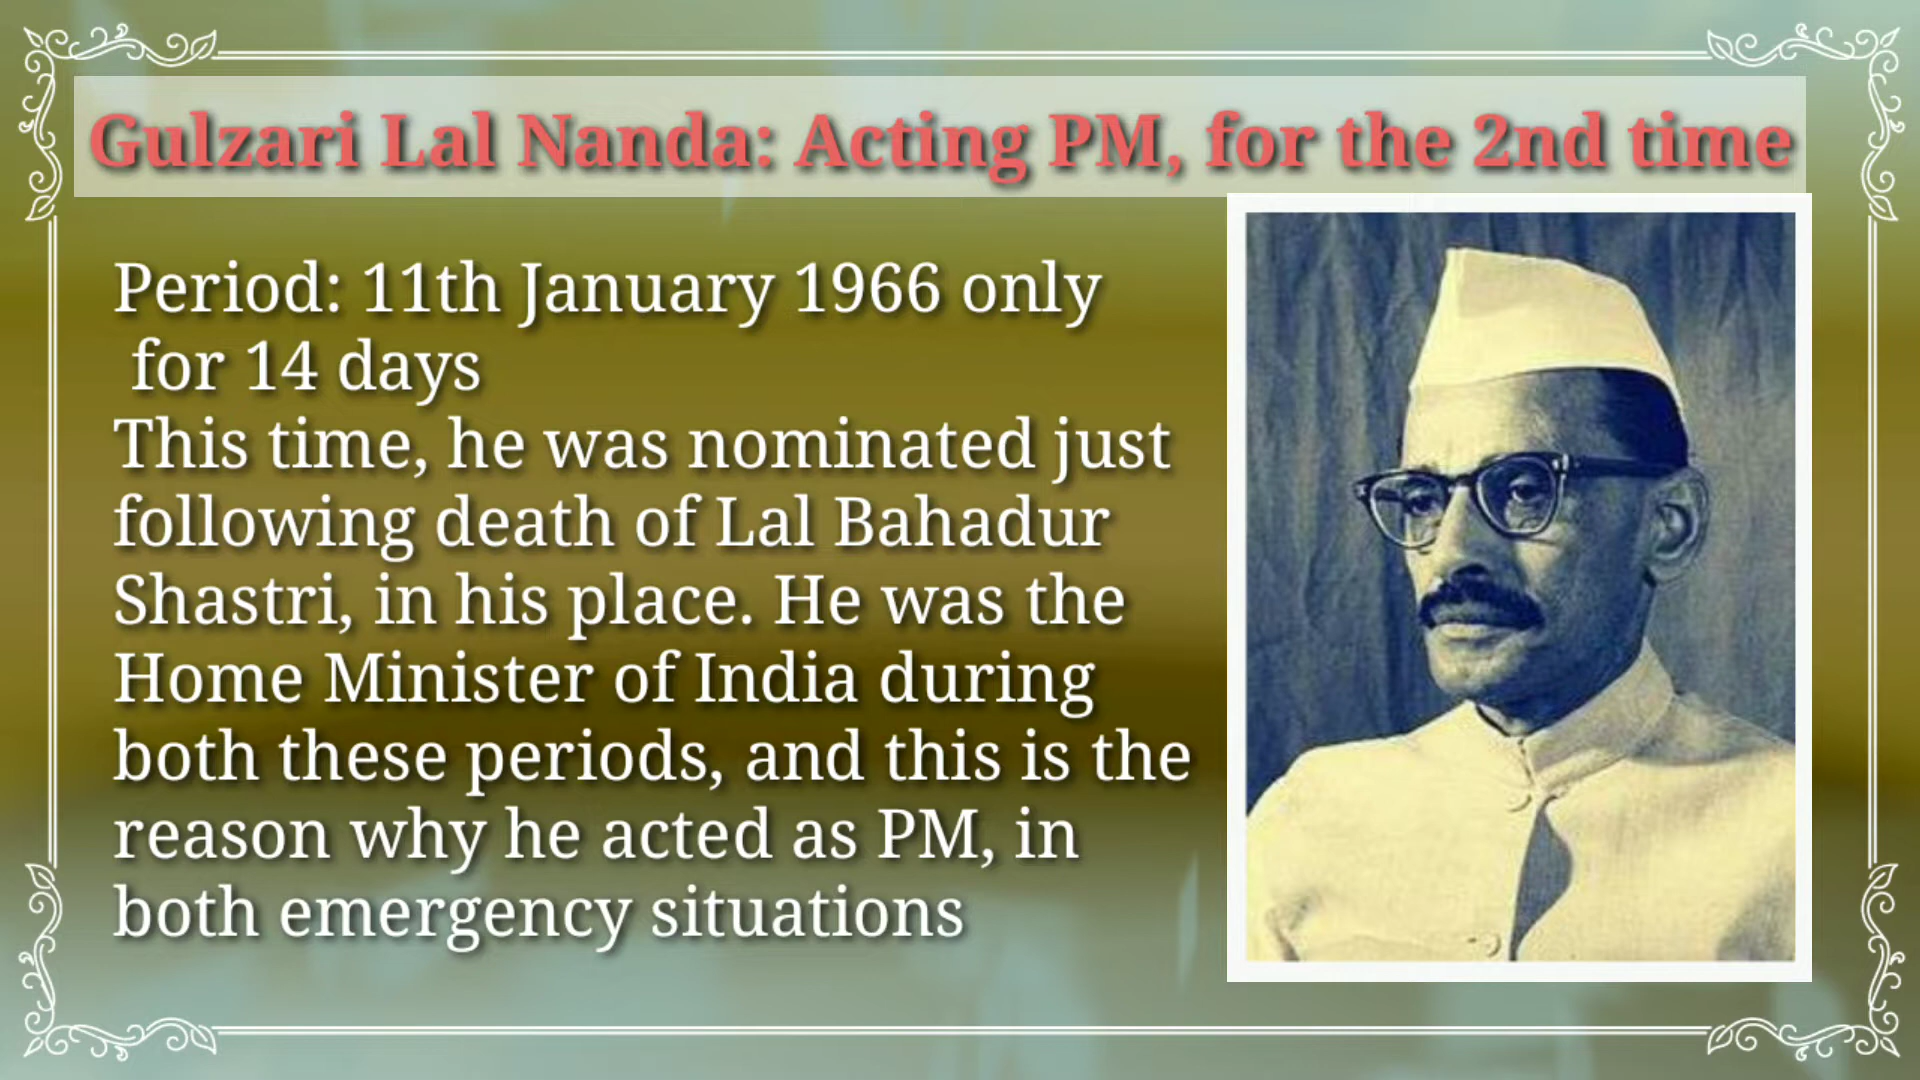 Gulzari Lal Nanda: Acting PM, for the 2nd time
Period: 11th January 1966 only
for 14 days
This time, he was nominated just
following death of Lal Bahadur
Shastri, in his place. He was the
Home Minister of India during
both these periods, and this is the
reason why he acted as PM, in
both emergency situations